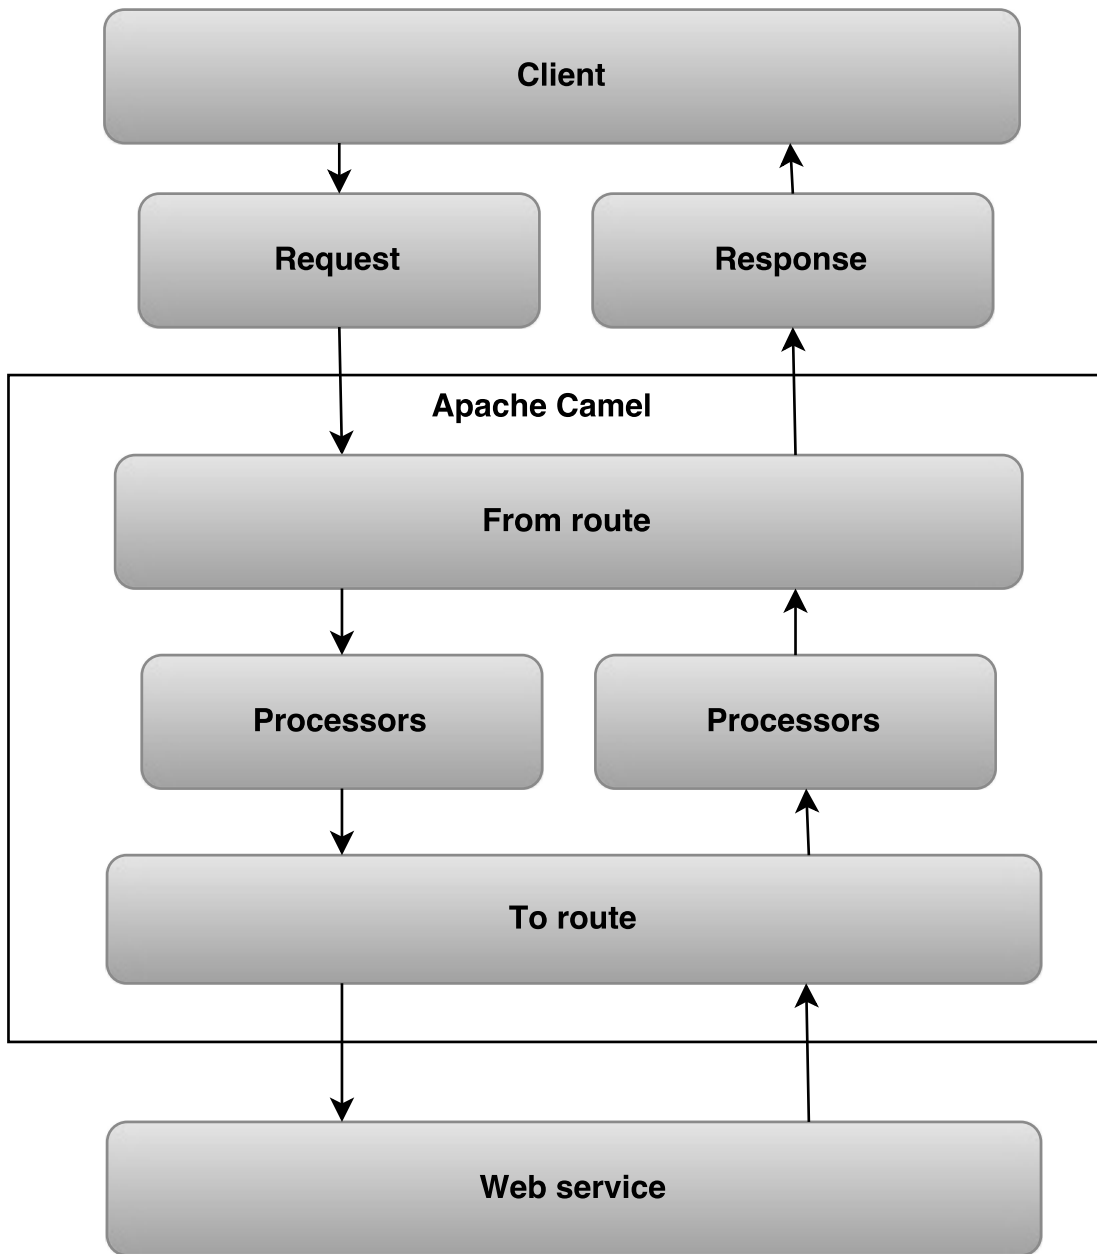 Client
Request
Response
Apache Camel
From route
Processors
Processors
To route
Web service